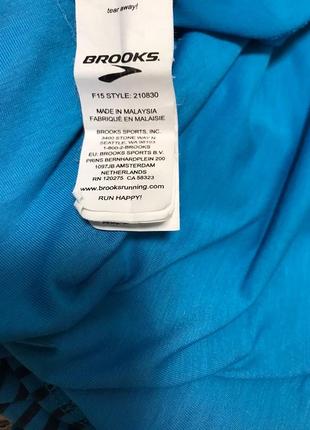 tear away!
BROOKS
F15 STYLE: 210830
MADE IN MALAYSIA
FABRIQUÉ EN MALAISIE
BROOKS SPORTS, INC.
3400 STONE WAY N
SEATTLE, WA 98103
1-800-2-BROOKS
EU: BROOKS SPORTS B.V.
PRINS BERNHARDPLEIN 200
1097JB AMSTERDAM
NETHERLANDS
RN 120275 CA 58323
www.brooksrunning.com
RUN HAPPY!